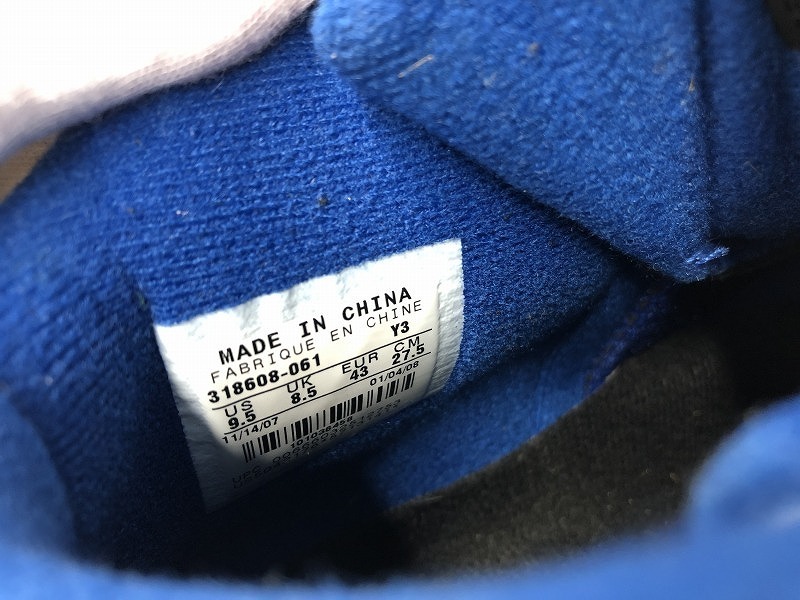 MADE IN CHINA
FABRIQUE EN CHINE
318608-061 Y3
US UK EUR CM
9.5 8.5 43 27.5
11/14/07 01/04/08